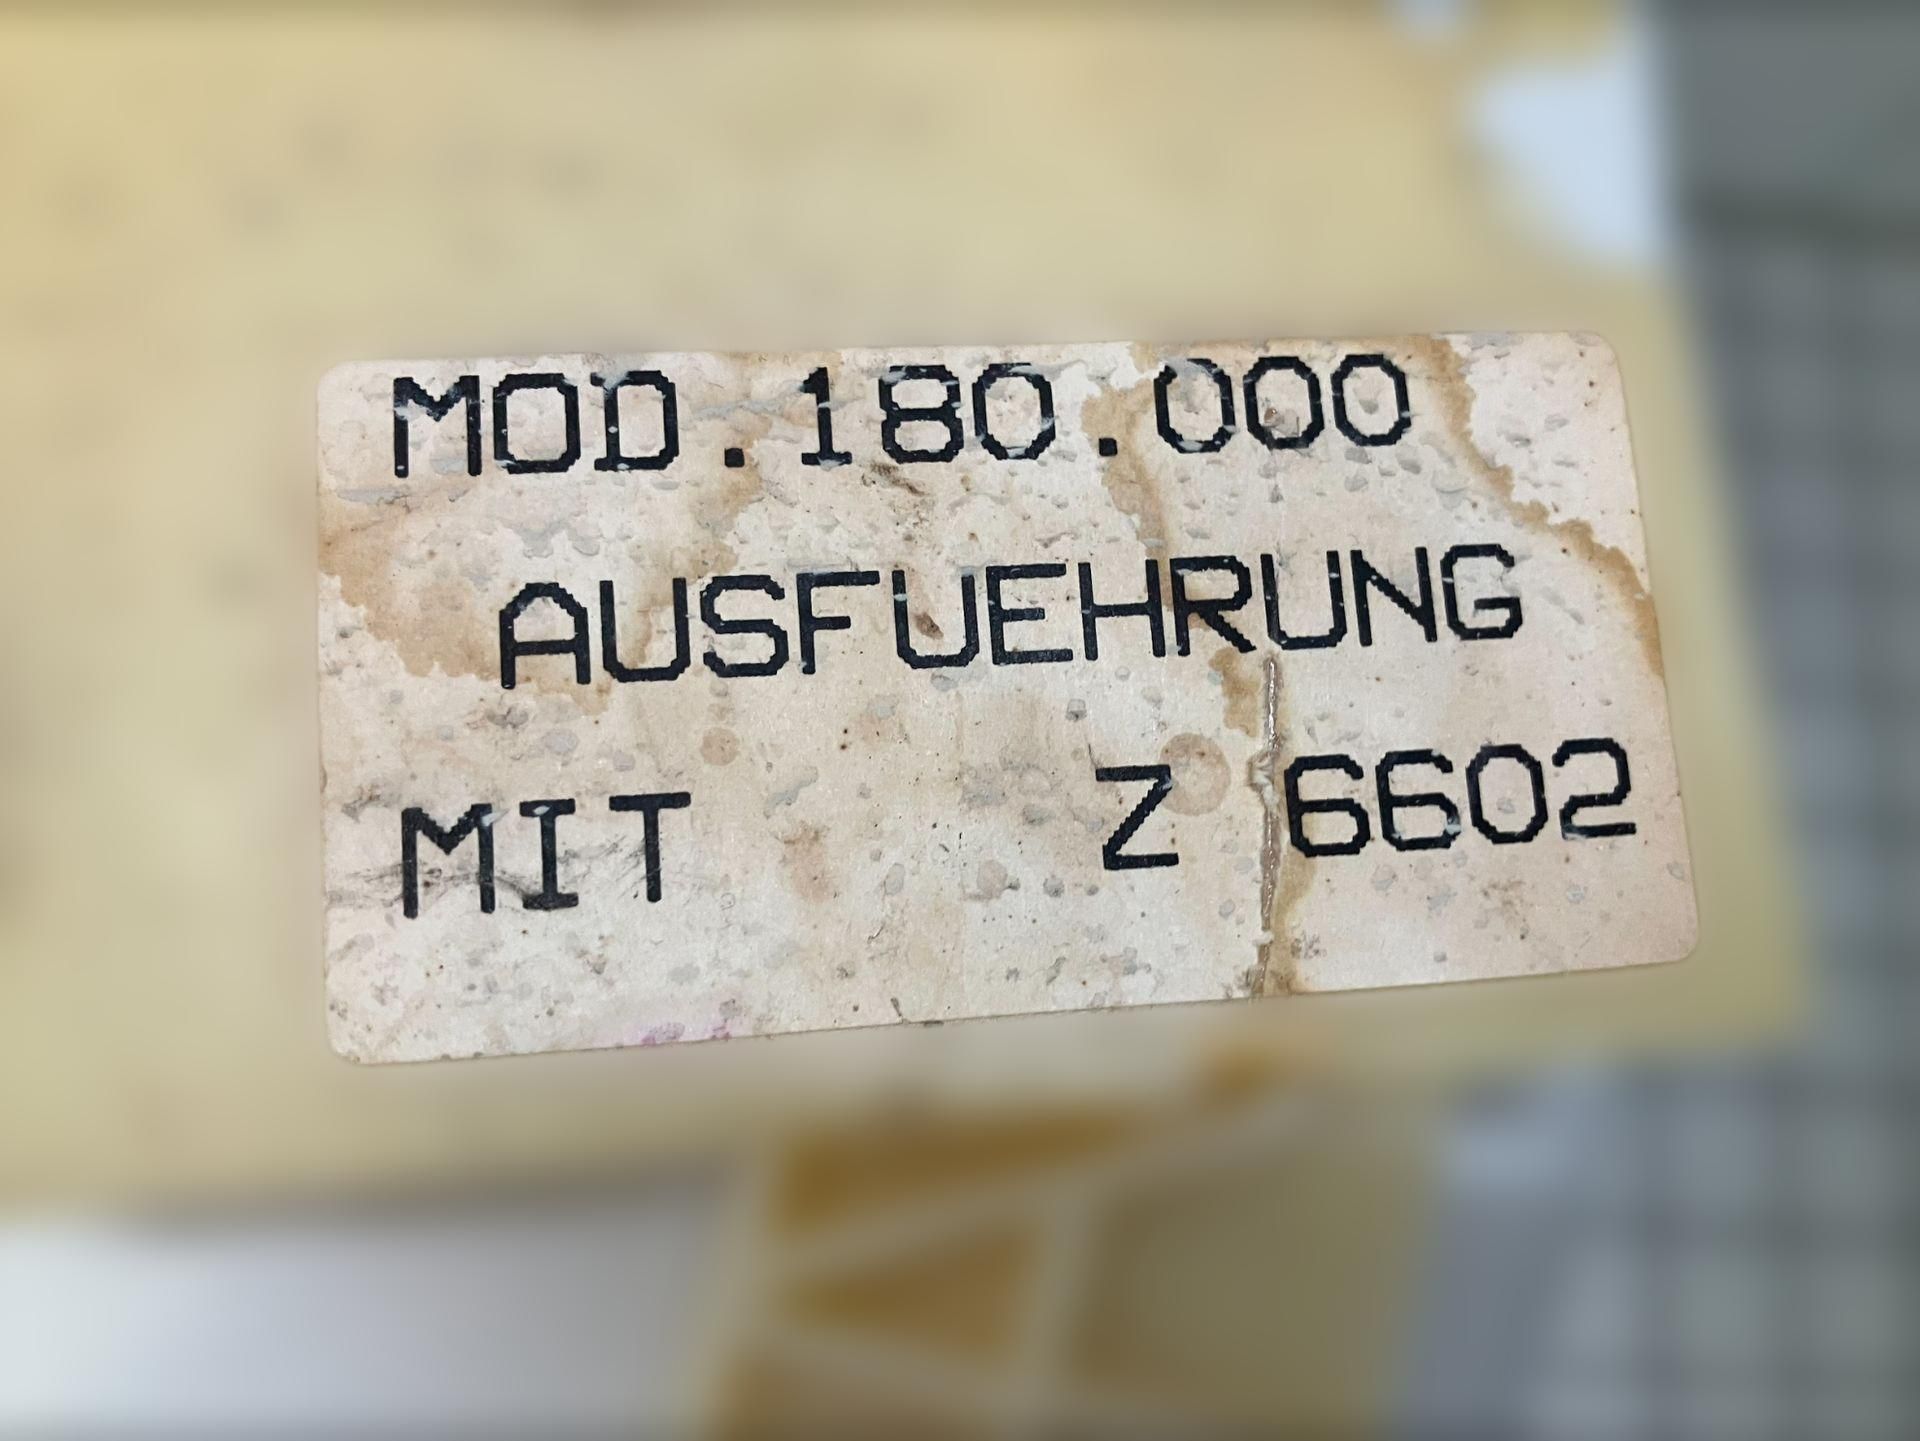 MOD.180.000
AUSFUEHRUNG
MIT Z 6602